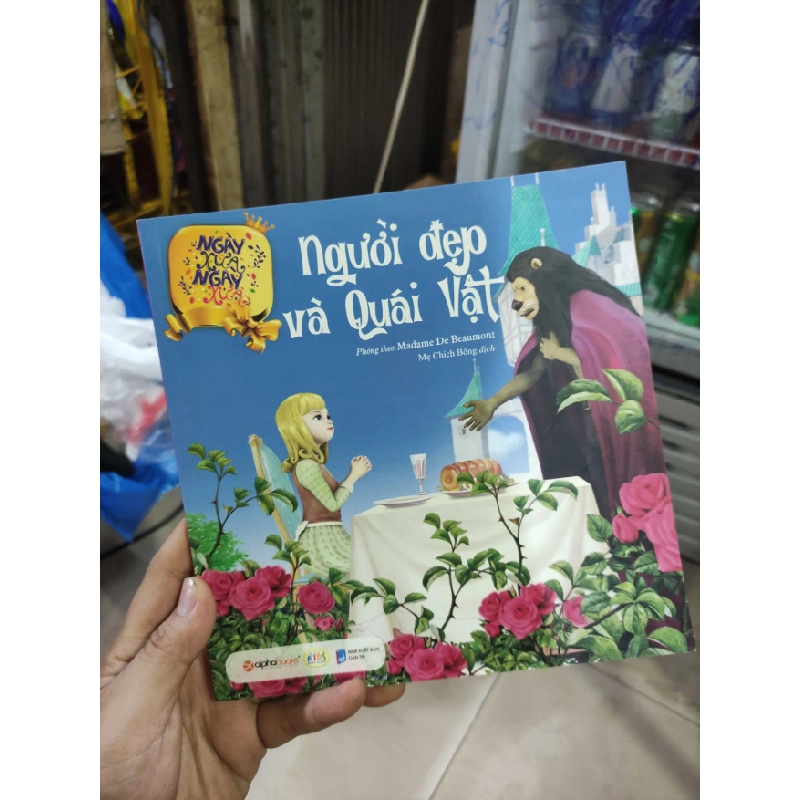 NGÀY
XƯA
NGÀY
XƯA
Người đẹp
và Quái Vật
Phỏng theo Madame De Beaumont
Mẹ Chích Bông dịch
alphabooks
KIDS